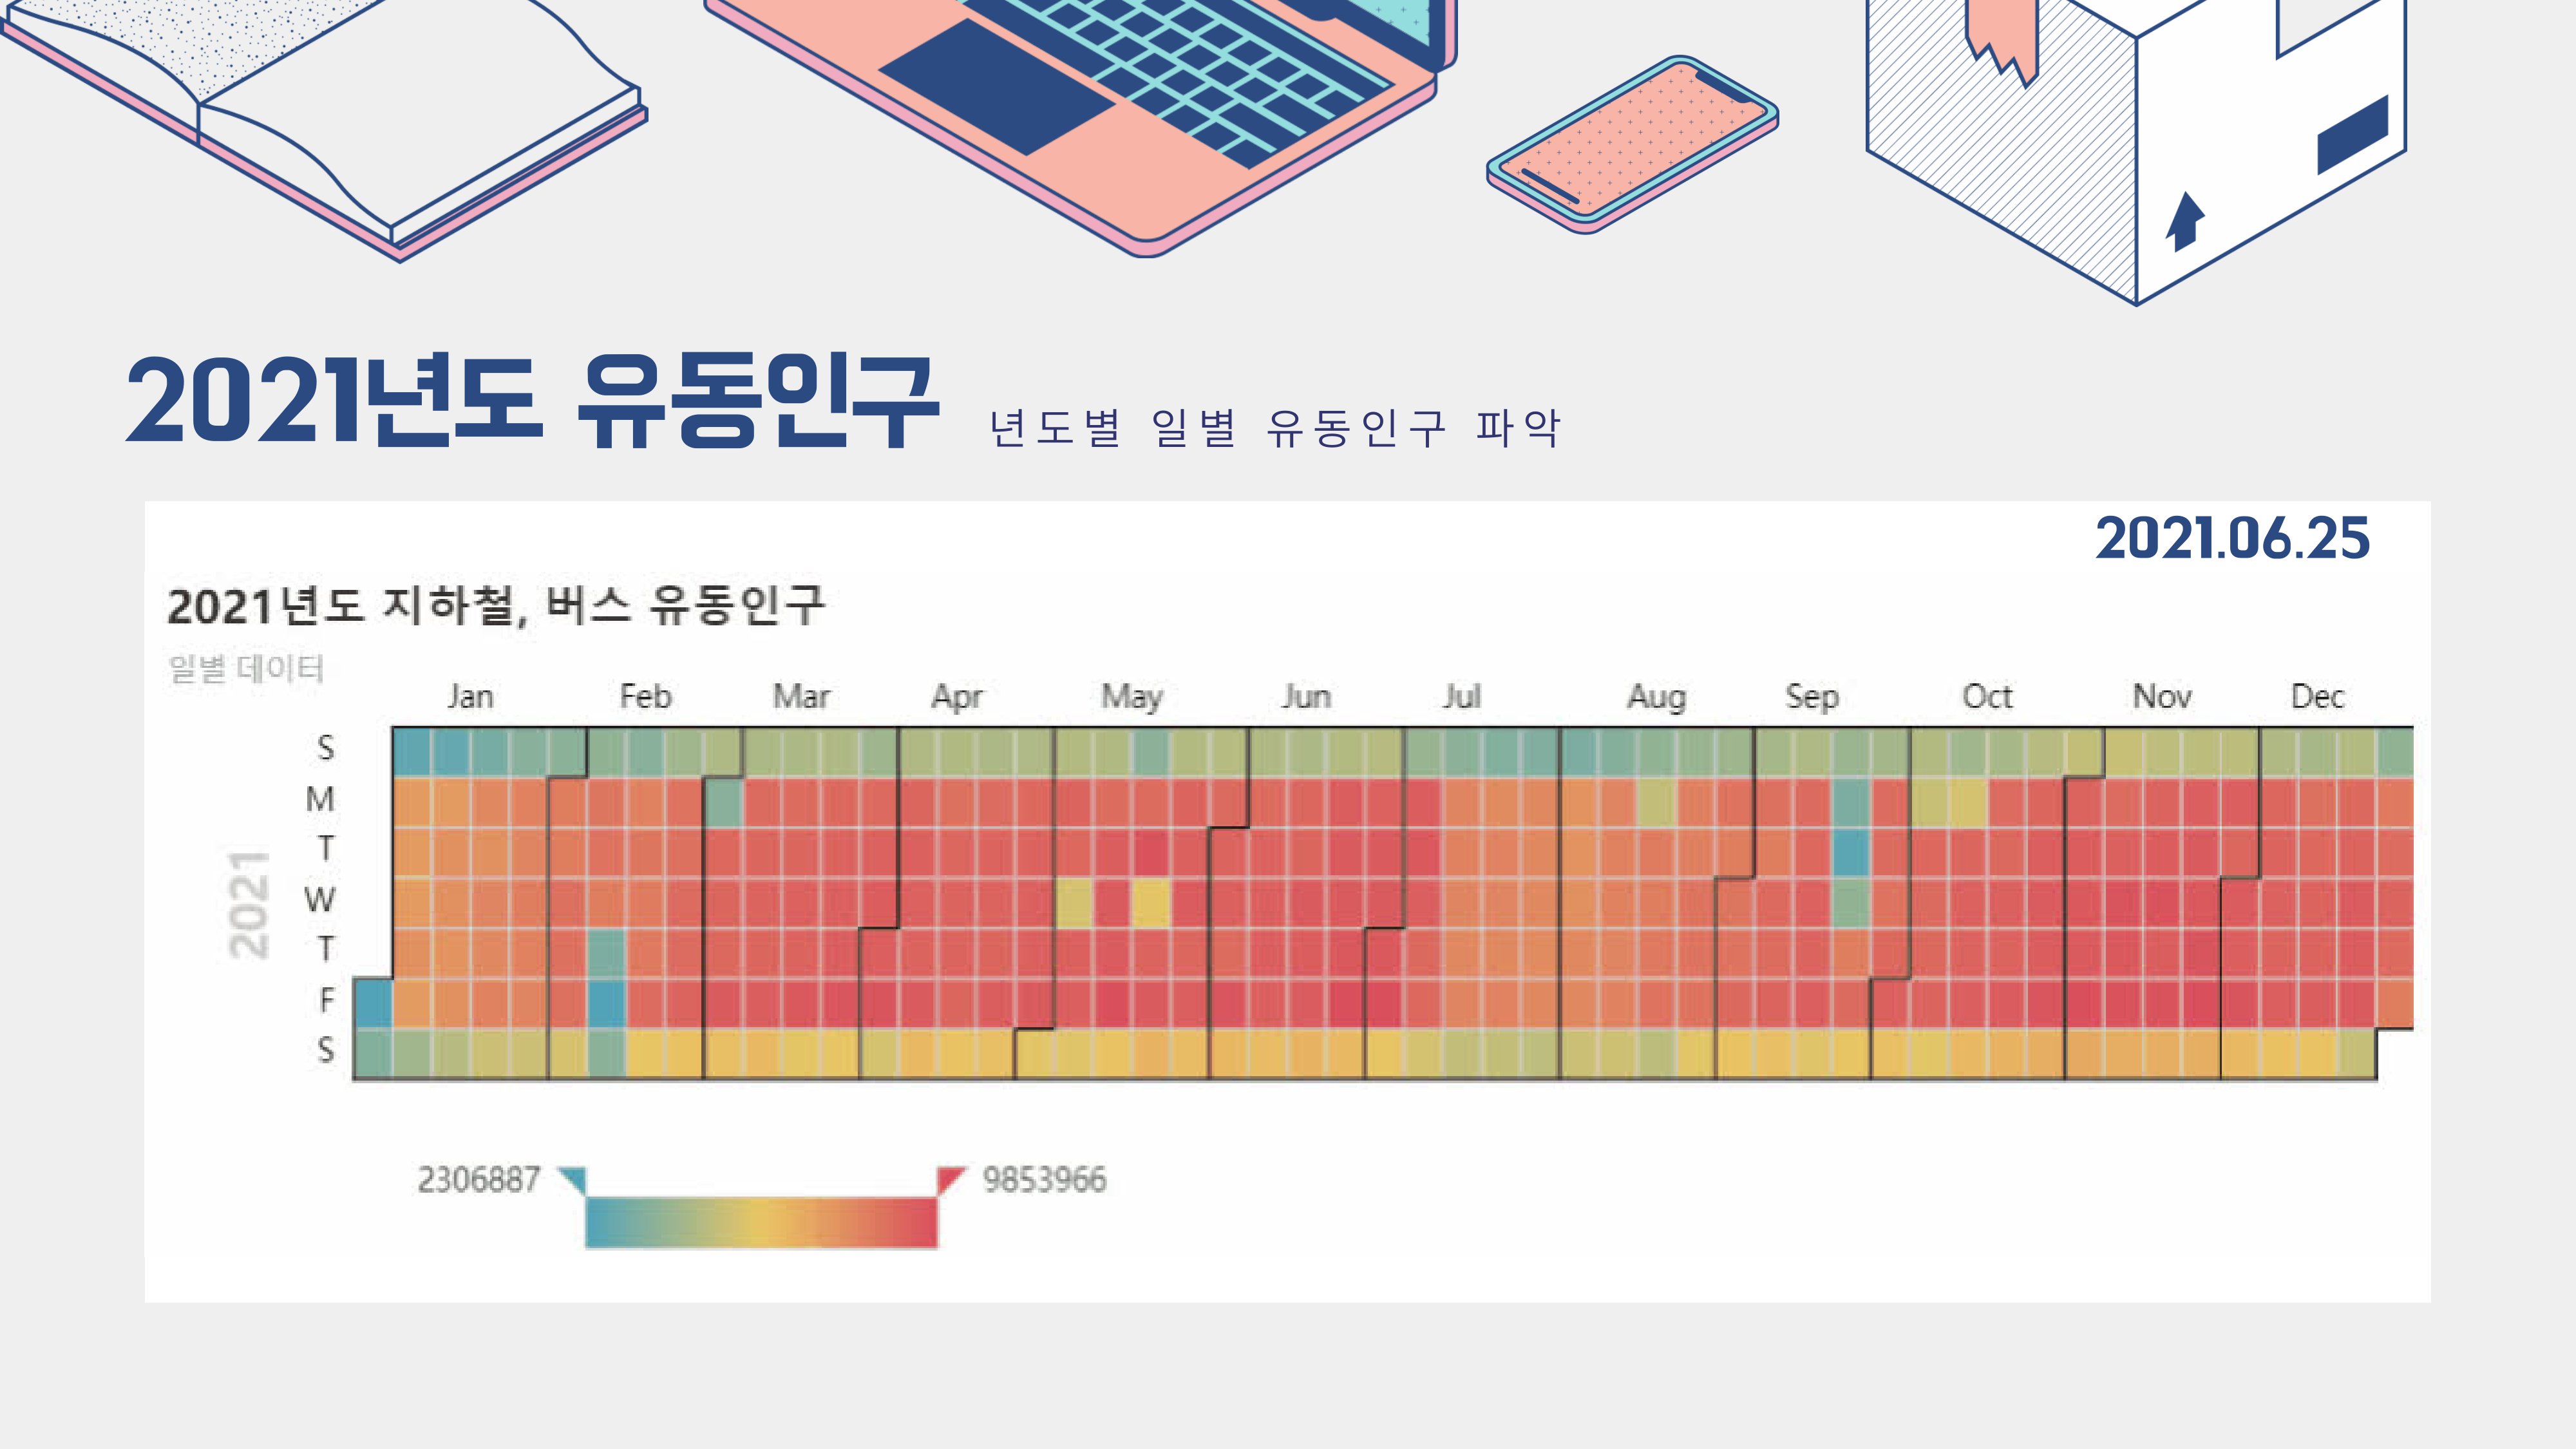 2021년도 유동인구 년도별 일별 유동인구 파악
2021.06.25
2021년도 지하철, 버스 유동인구
일별 데이터
Jan Feb Mar Apr May Jun Jul Aug Sep Oct Nov Dec
2021
S
M
T
W
T
F
S
2306887 9853966